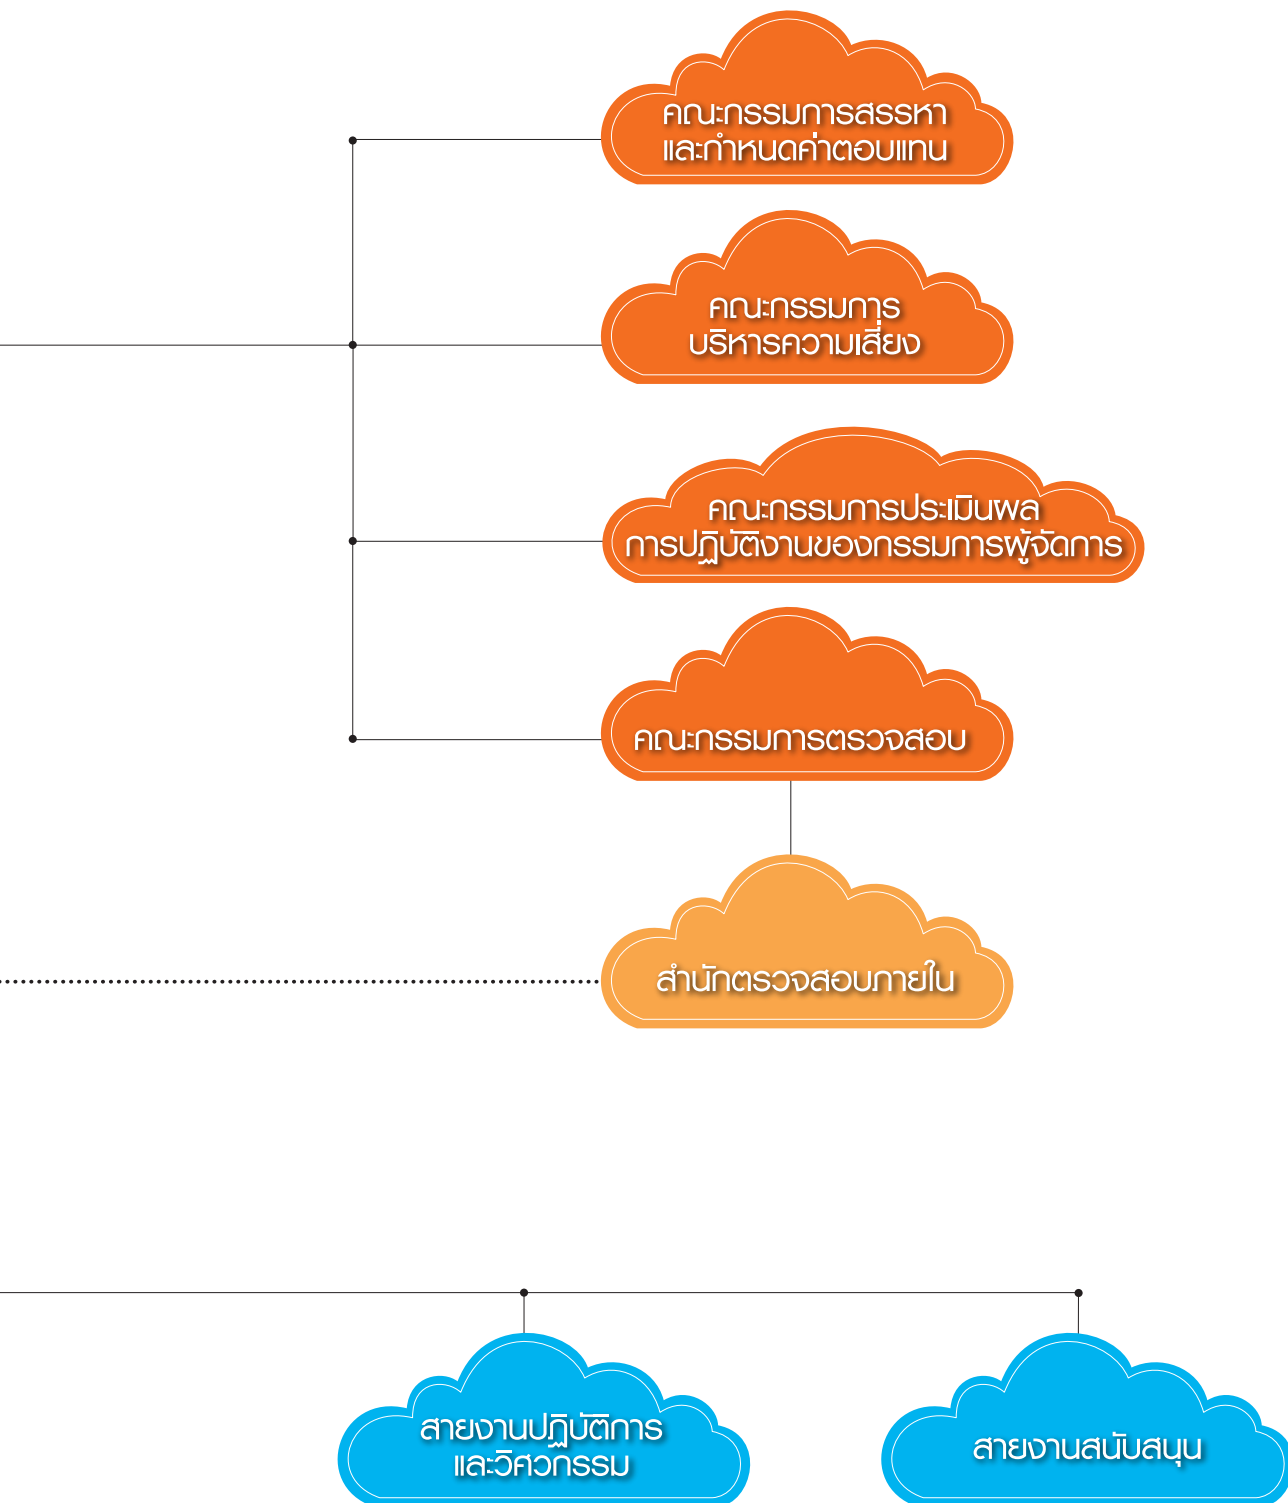 คณะกรรมการสรรหา
และกำหนดค่าตอบแทน
คณะกรรมการ
บริหารความเสี่ยง
คณะกรรมการประเมินผล
การปฏิบัติงานของกรรมการผู้จัดการ
คณะกรรมการตรวจสอบ
สำนักตรวจสอบภายใน
สายงานปฏิบัติการ
และวิศวกรรม
สายงานสนับสนุน